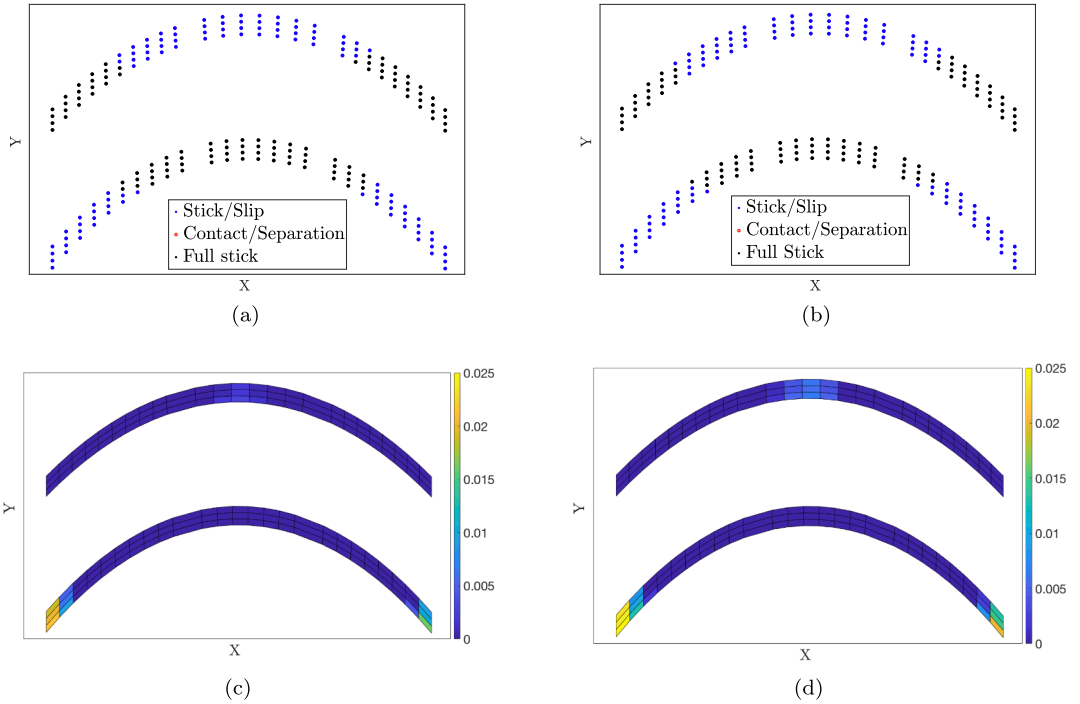 Y
Stick/Slip
Contact/Separation
Full stick
X
(a)
Y
Stick/Slip
Contact/Separation
Full Stick
X
(b)
Y
0.025
0.02
0.015
0.01
0.005
0
X
(c)
Y
0.025
0.02
0.015
0.01
0.005
0
X
(d)